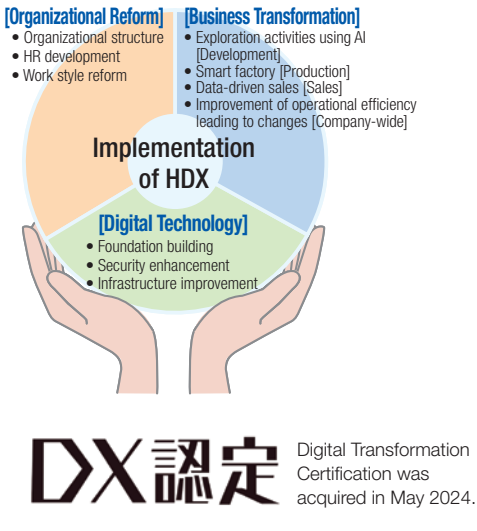 [Organizational Reform]
• Organizational structure
• HR development
• Work style reform
[Business Transformation]
• Exploration activities using AI
[Development]
• Smart factory [Production]
• Data-driven sales [Sales]
• Improvement of operational efficiency
leading to changes [Company-wide]
Implementation
of HDX
[Digital Technology]
• Foundation building
• Security enhancement
• Infrastructure improvement
DX認定
Digital Transformation
Certification was
acquired in May 2024.